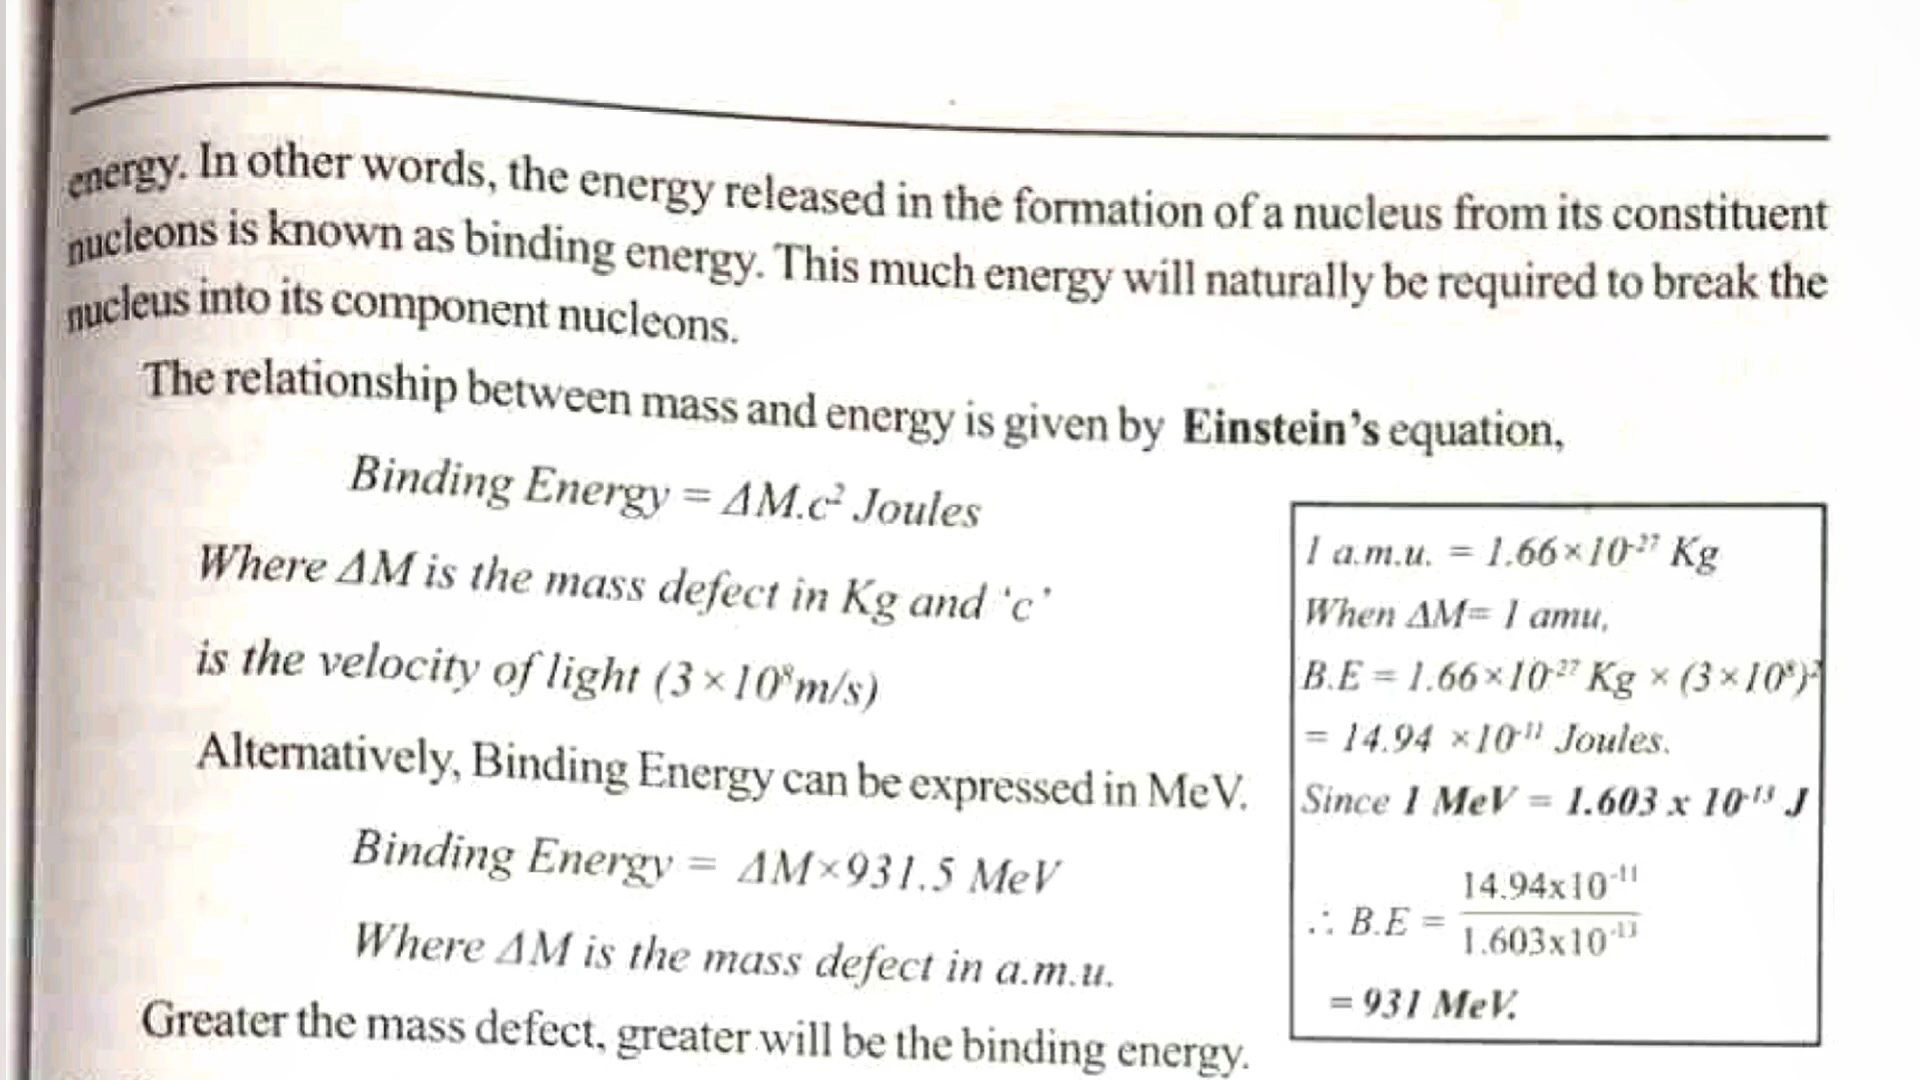 energy. In other words, the energy released in the formation of a nucleus from its constituent
nucleons is known as binding energy. This much energy will naturally be required to break the
nucleus into its component nucleons.
The relationship between mass and energy is given by Einstein's equation,
Binding Energy = ΔM.c² Joules
Where ΔM is the mass defect in Kg and 'c'
is the velocity of light (3×10⁸m/s)
Alternatively, Binding Energy can be expressed in MeV.
Binding Energy = ΔM×931.5 MeV
Where ΔM is the mass defect in a.m.u.
Greater the mass defect, greater will be the binding energy.
1 a.m.u. = 1.66×10⁻²⁷ Kg
When ΔM= 1 amu,
B.E = 1.66×10⁻²⁷ Kg × (3×10⁸)²
= 14.94 ×10⁻¹¹ Joules.
Since 1 MeV = 1.603 x 10⁻¹³ J
14.94x10⁻¹¹
∴ B.E =
1.603x10⁻¹³
= 931 MeV.